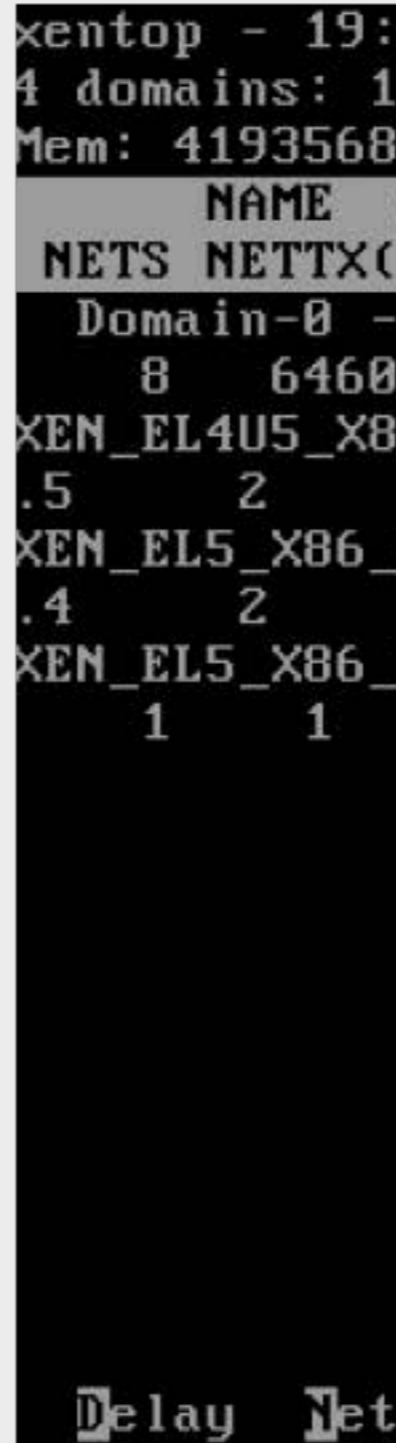 xentop - 19:
4 domains: 1
Mem: 4193568
NAME
NETS NETTX(
Domain-0 -
8 6460
XEN_EL4U5_X8
.5 2
XEN_EL5_X86_
.4 2
XEN_EL5_X86_
1 1
Delay Net